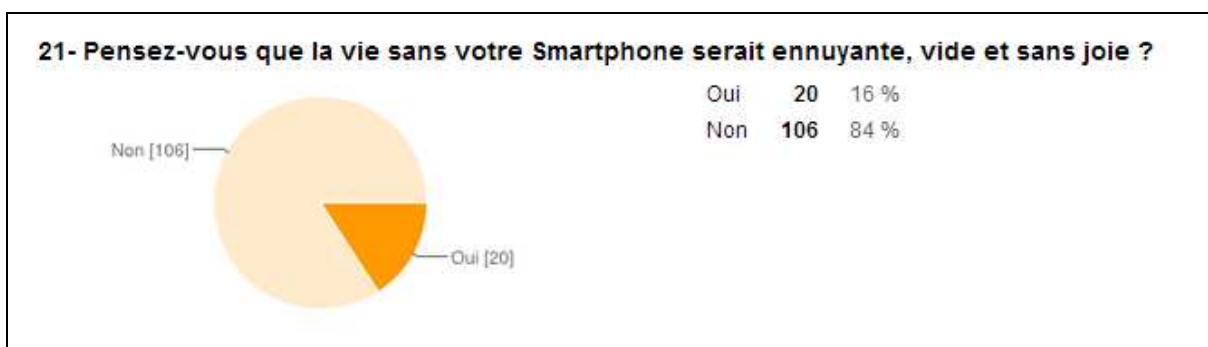 21- Pensez-vous que la vie sans votre Smartphone serait ennuyante, vide et sans joie ?
Oui 20 16 %
Non 106 84 %
Non [106]
Oui [20]